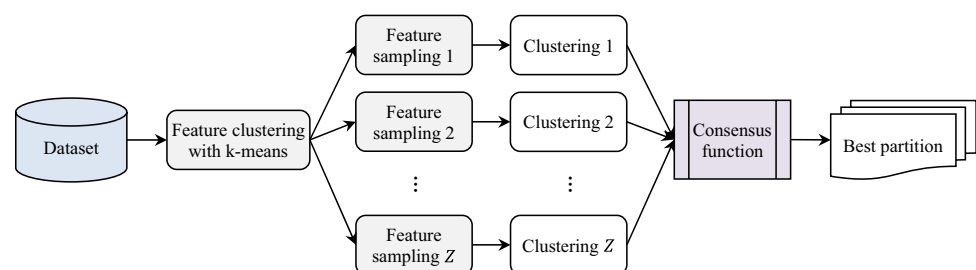 Dataset
Feature clustering
with k-means
Feature
sampling 1
Clustering 1
Feature
sampling 2
Clustering 2
⋮
⋮
Feature
sampling Z
Clustering Z
Consensus
function
Best partition